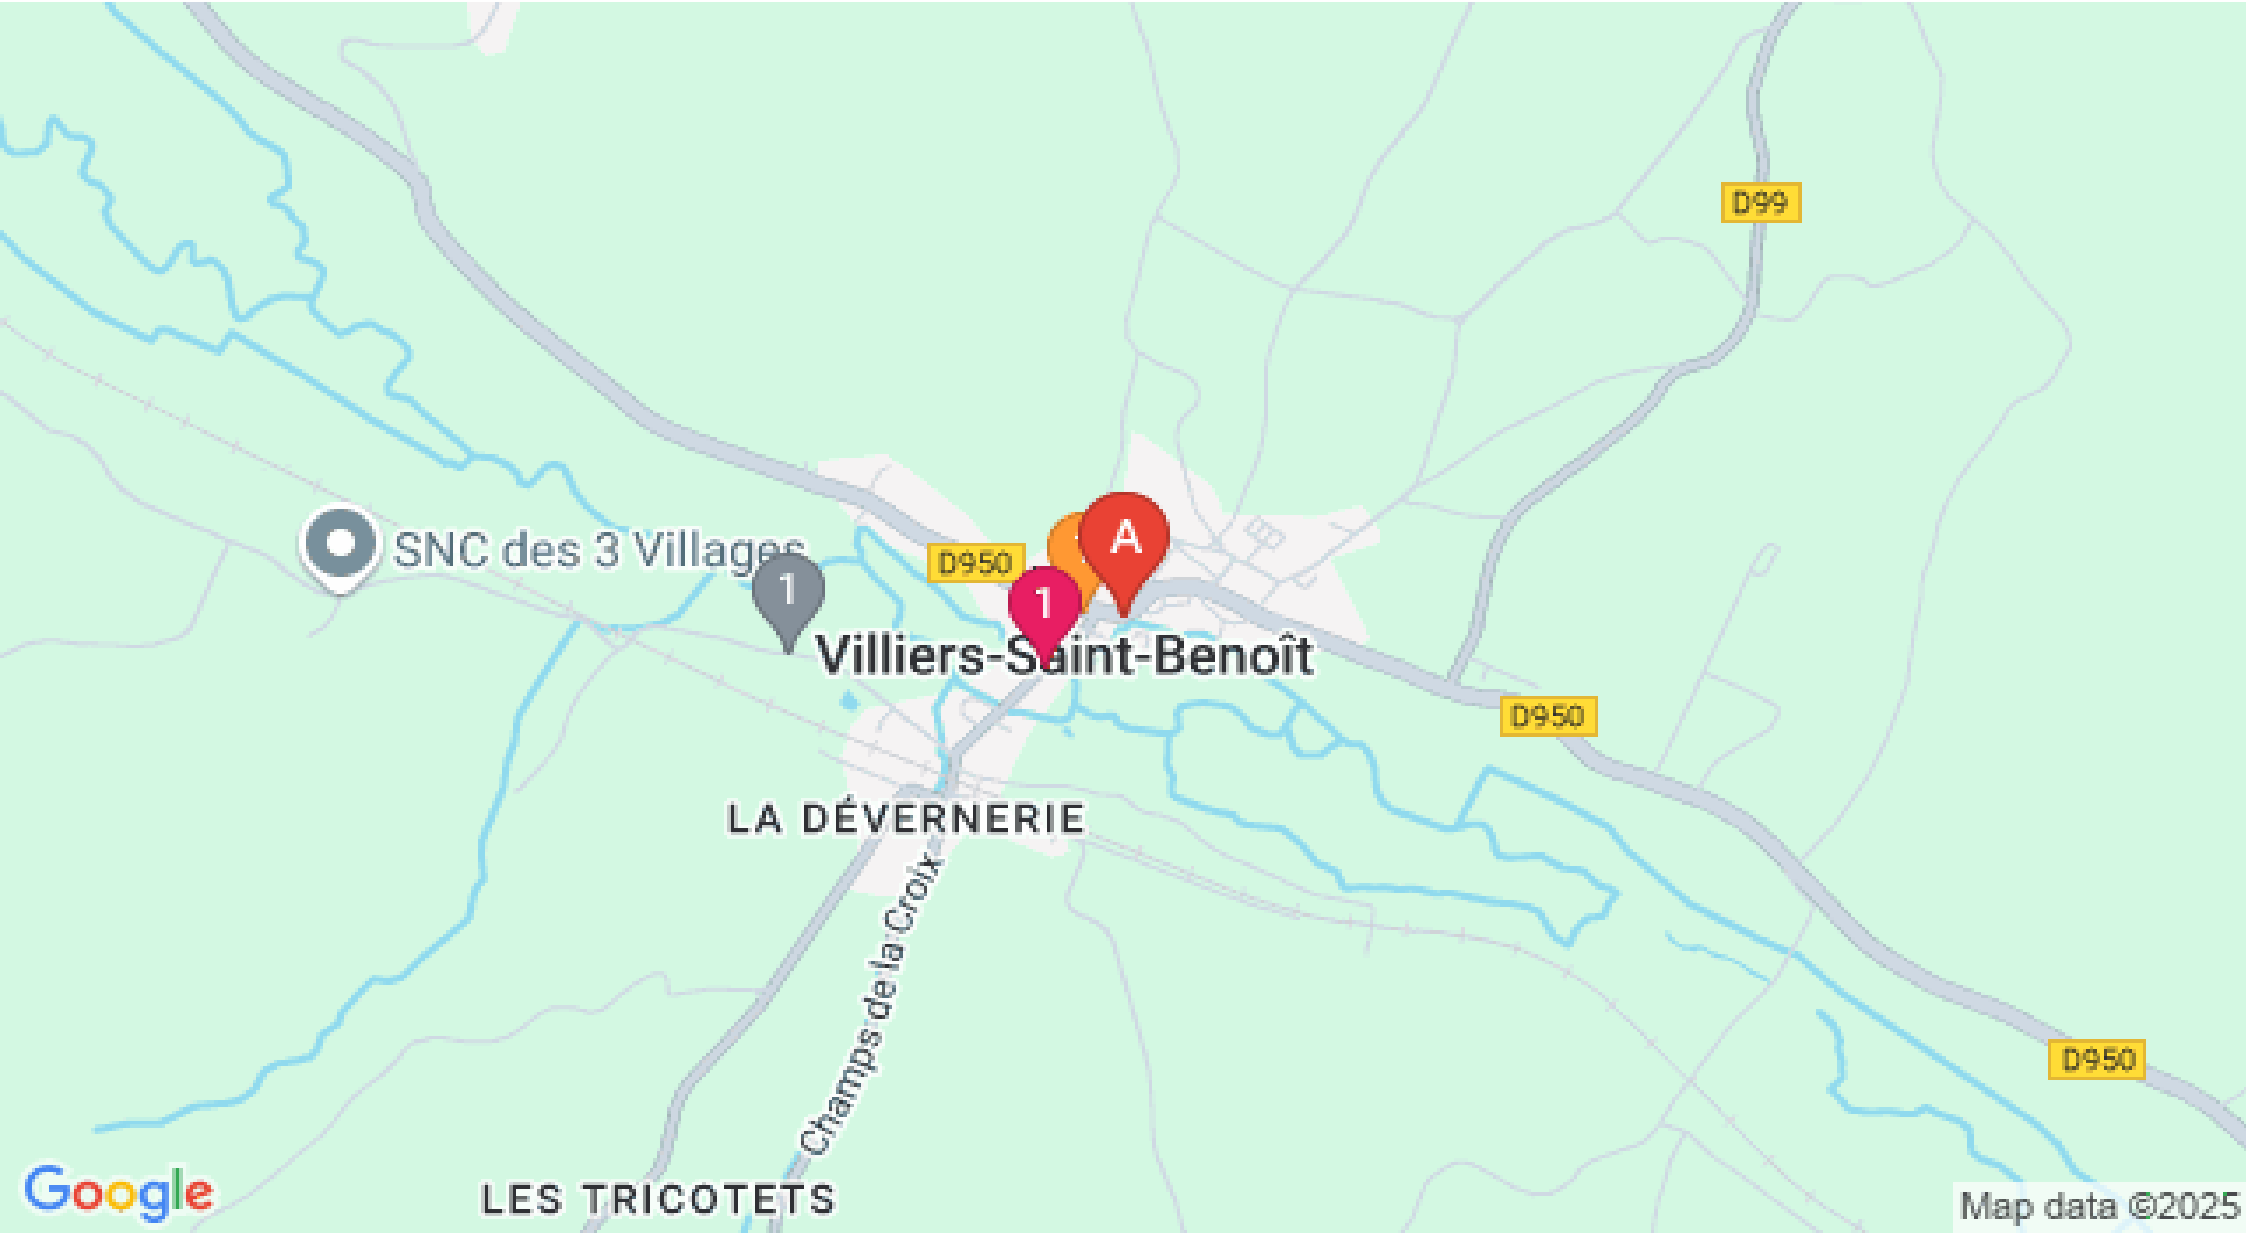 D99
SNC des 3 Villages
D950
A
1
1
Villiers-Saint-Benoît
D950
LA DÉVERNERIE
Champs de la Croix
D950
LES TRICOTETS
Google
Map data ©2025